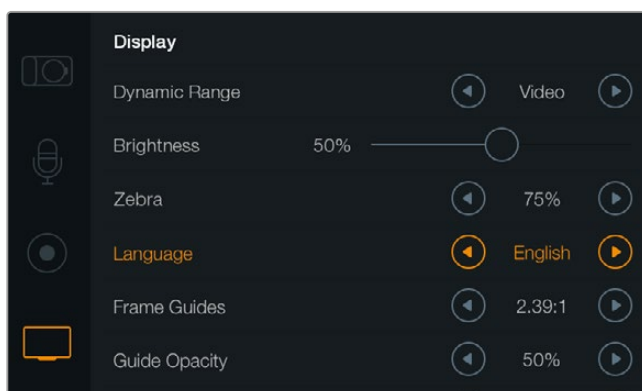 Display
Dynamic Range Video
Brightness 50%
Zebra 75%
Language English
Frame Guides 2.39:1
Guide Opacity 50%